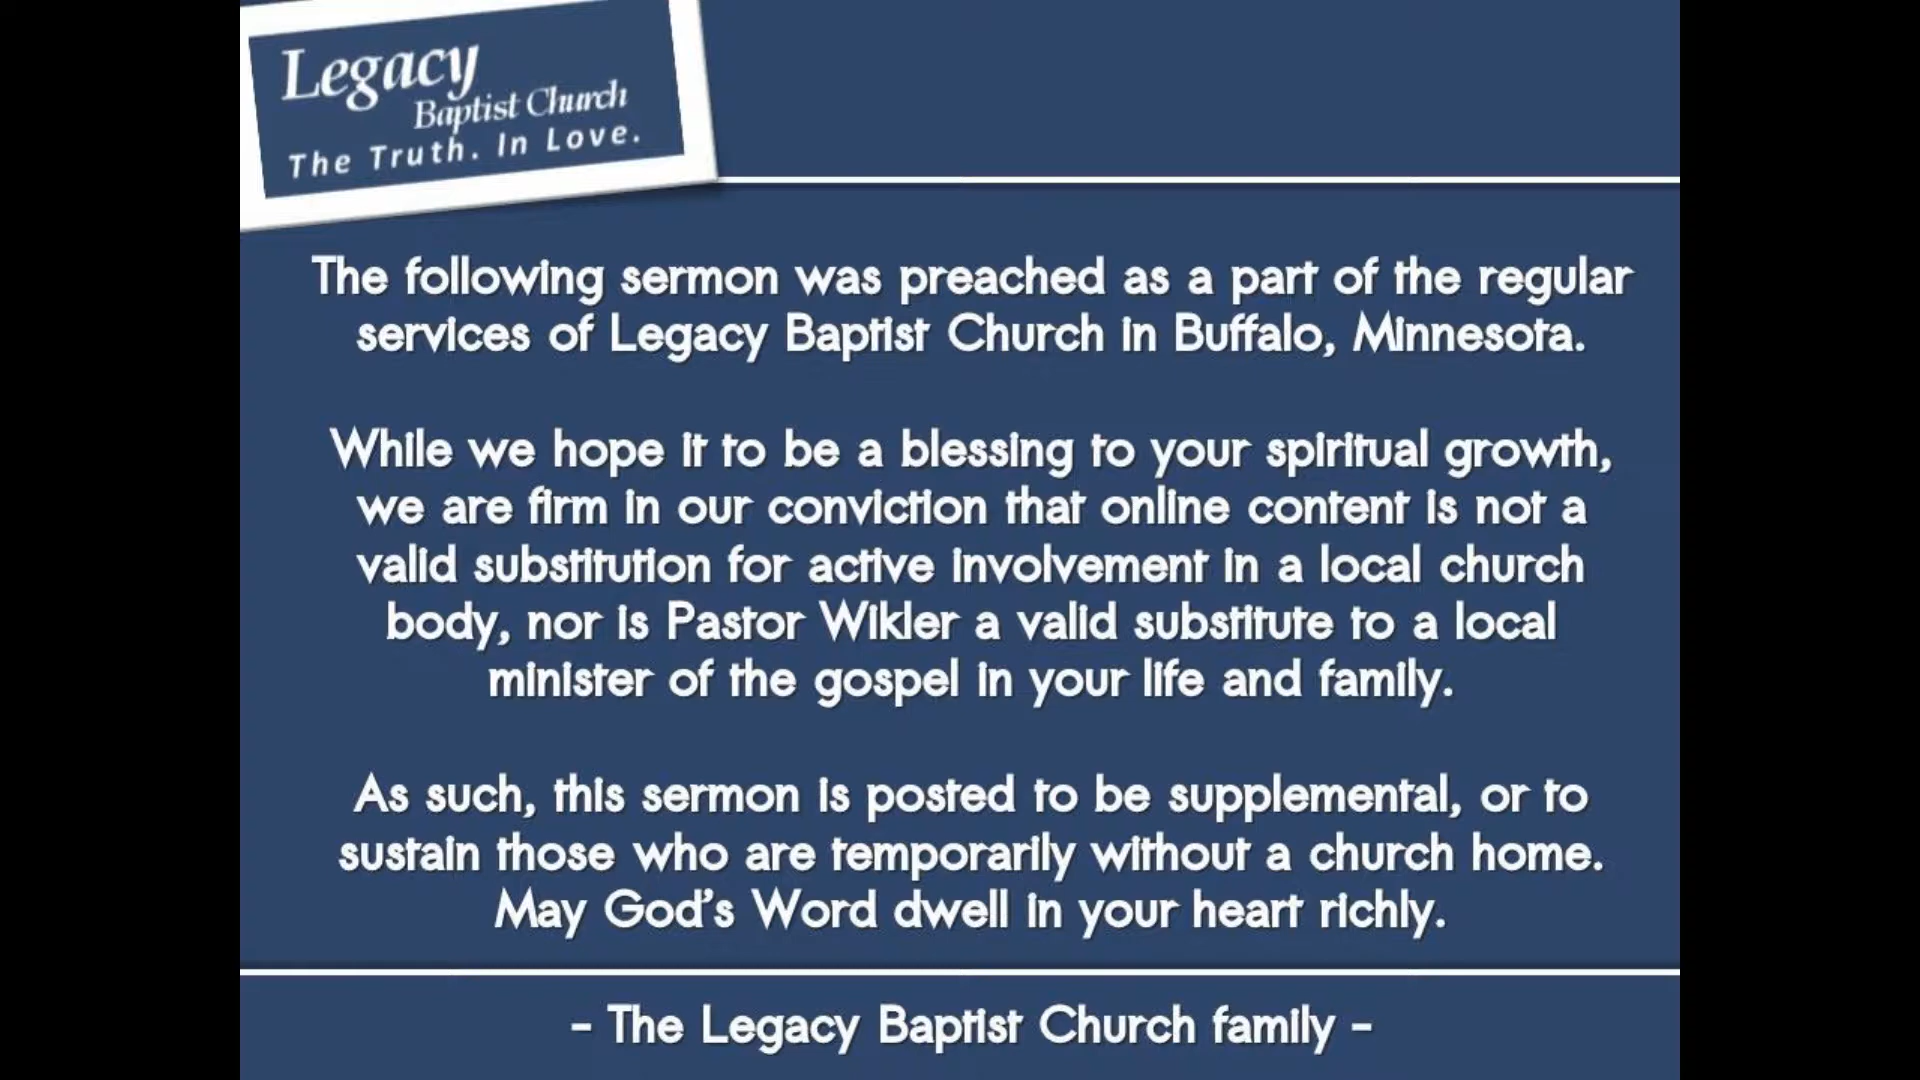 Legacy
Baptist Church
The Truth. In Love.
The following sermon was preached as a part of the regular
services of Legacy Baptist Church in Buffalo, Minnesota.
While we hope it to be a blessing to your spiritual growth,
we are firm in our conviction that online content is not a
valid substitution for active involvement in a local church
body, nor is Pastor Wikler a valid substitute to a local
minister of the gospel in your life and family.
As such, this sermon is posted to be supplemental, or to
sustain those who are temporarily without a church home.
May God’s Word dwell in your heart richly.
- The Legacy Baptist Church family -